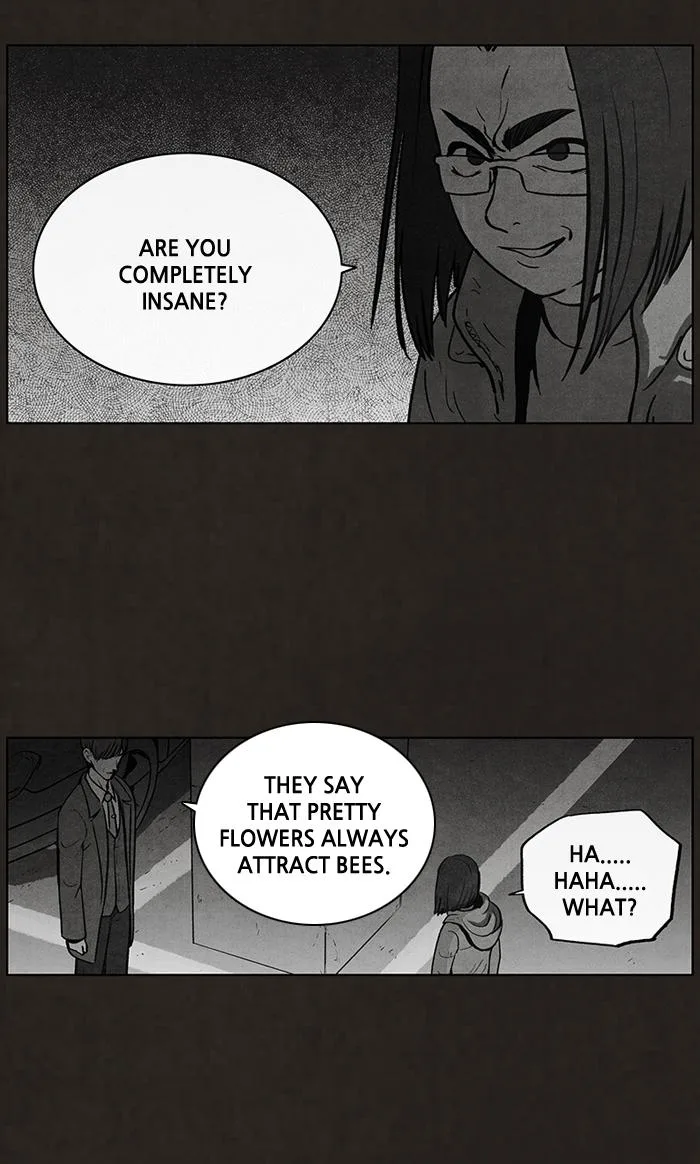 ARE YOU
COMPLETELY
INSANE?
THEY SAY
THAT PRETTY
FLOWERS ALWAYS
ATTRACT BEES.
HA.....
HAHA.....
WHAT?